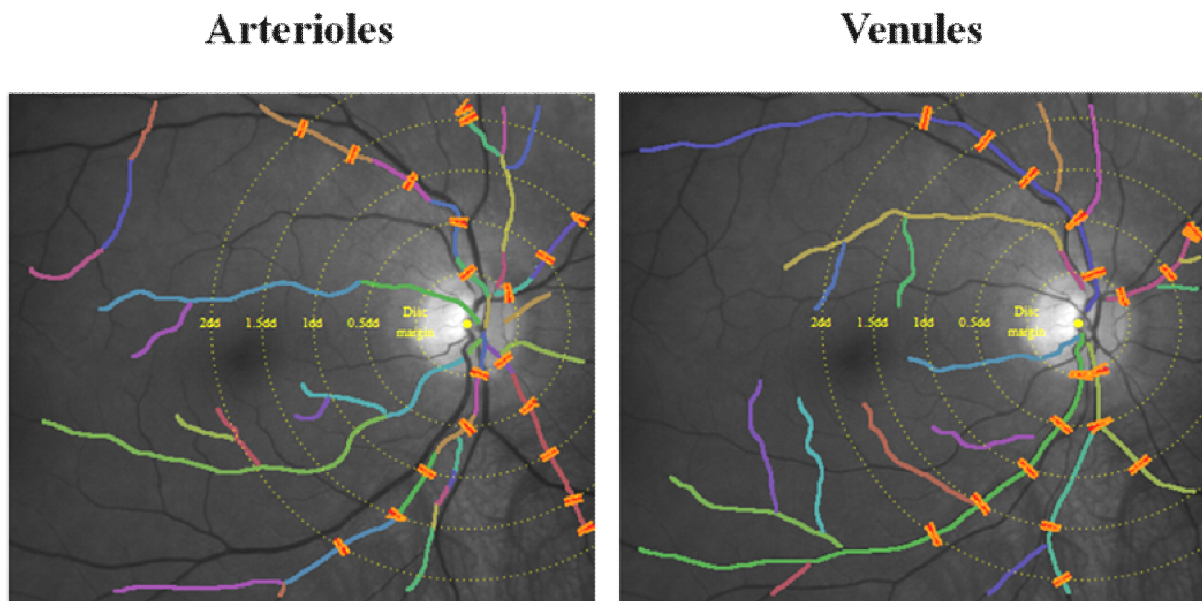 Arterioles
Venules
2dd 1.5dd 1dd 0.5dd Disc
margin
2dd 1.5dd 1dd 0.5dd Disc
margin